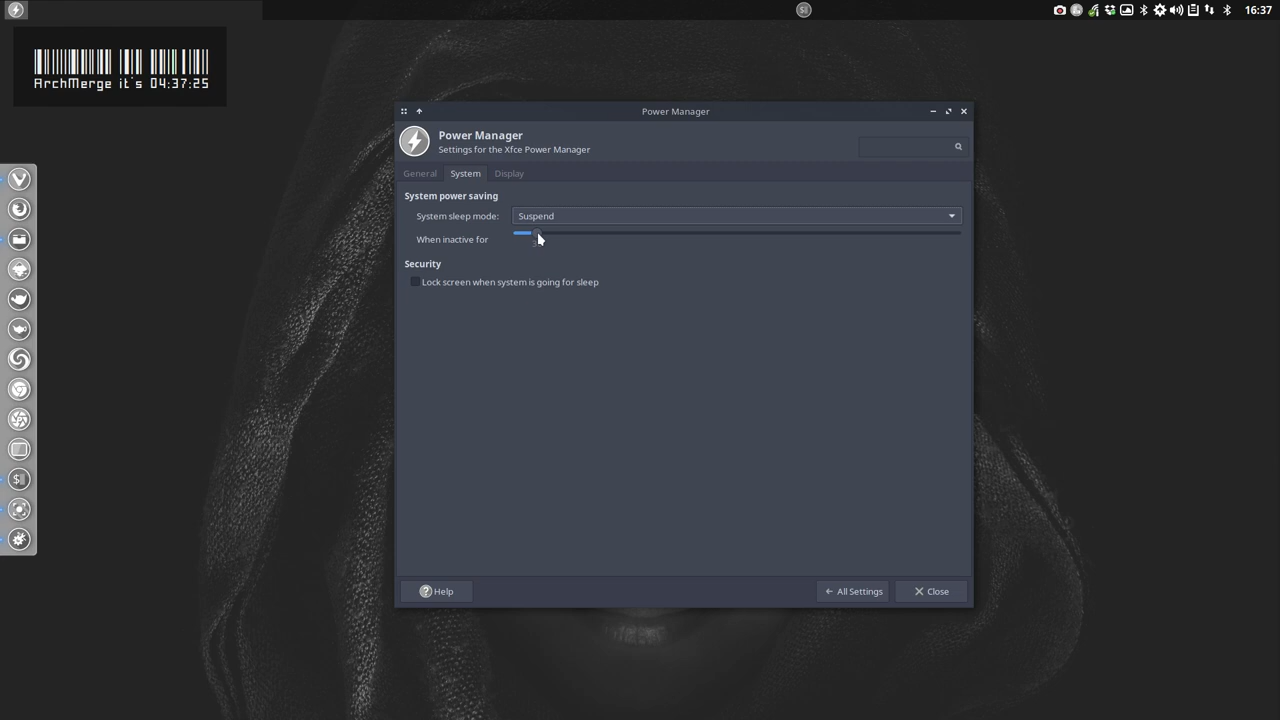 16:37
ArchMerge it's 04:37:25
Power Manager
Power Manager
Settings for the Xfce Power Manager
General System Display
System power saving
System sleep mode: Suspend
When inactive for
Security
Lock screen when system is going for sleep
Help All Settings Close